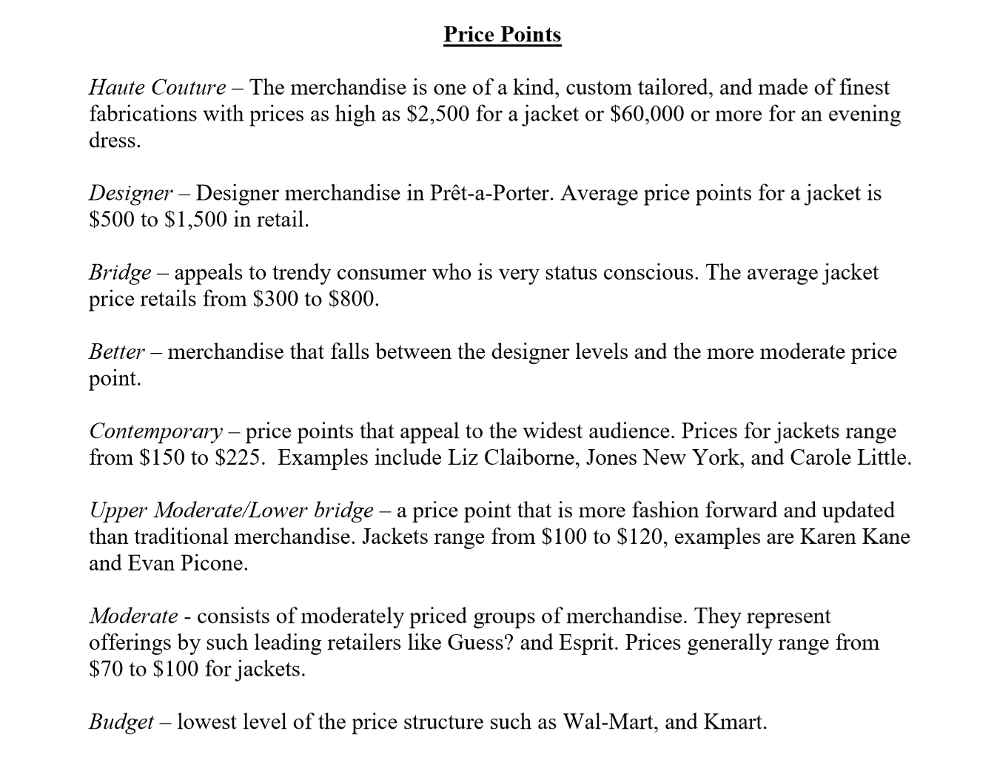 Price Points
Haute Couture – The merchandise is one of a kind, custom tailored, and made of finest
fabrications with prices as high as $2,500 for a jacket or $60,000 or more for an evening
dress.
Designer – Designer merchandise in Prêt-a-Porter. Average price points for a jacket is
$500 to $1,500 in retail.
Bridge – appeals to trendy consumer who is very status conscious. The average jacket
price retails from $300 to $800.
Better – merchandise that falls between the designer levels and the more moderate price
point.
Contemporary – price points that appeal to the widest audience. Prices for jackets range
from $150 to $225.  Examples include Liz Claiborne, Jones New York, and Carole Little.
Upper Moderate/Lower bridge – a price point that is more fashion forward and updated
than traditional merchandise. Jackets range from $100 to $120, examples are Karen Kane
and Evan Picone.
Moderate - consists of moderately priced groups of merchandise. They represent
offerings by such leading retailers like Guess? and Esprit. Prices generally range from
$70 to $100 for jackets.
Budget – lowest level of the price structure such as Wal-Mart, and Kmart.